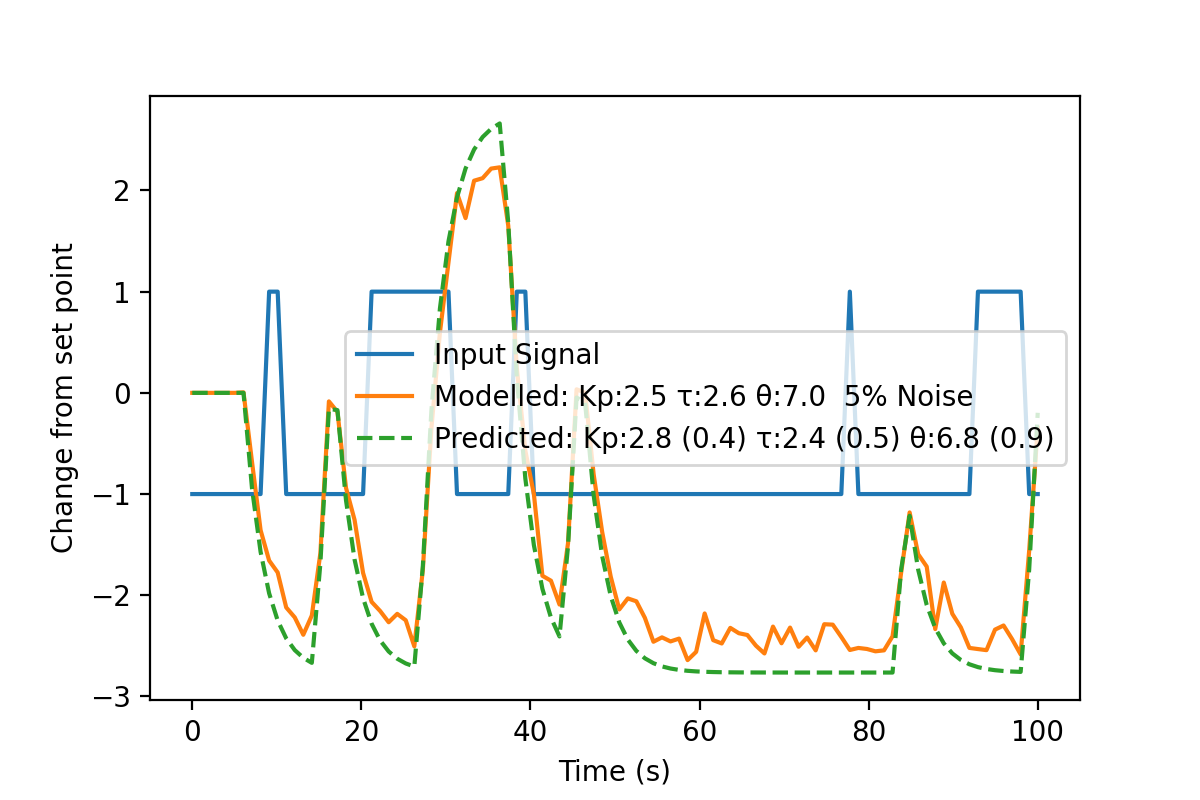 Change from set point
2
1
0
−1
−2
−3
Input Signal
Modelled: Kp:2.5 τ:2.6 θ:7.0  5% Noise
Predicted: Kp:2.8 (0.4) τ:2.4 (0.5) θ:6.8 (0.9)
0 20 40 60 80 100
Time (s)